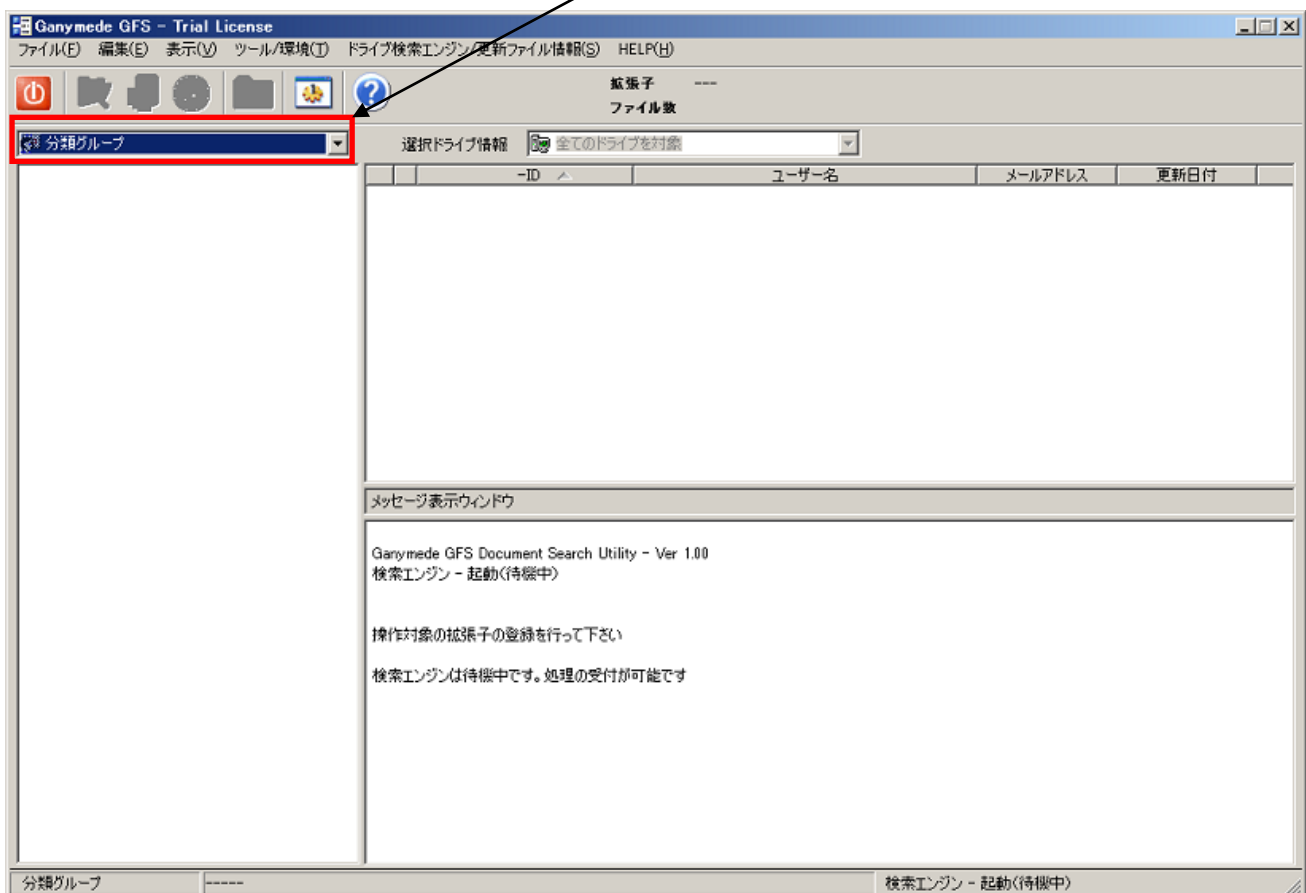 Ganymede GFS - Trial License
ファイル(F) 編集(E) 表示(V) ツール/環境(T) ドライブ検索エンジン/更新ファイル情報(S) HELP(H)
拡張子 ---
ファイル数
分類グループ
選択ドライブ情報 全てのドライブを対象
-ID ユーザー名 メールアドレス 更新日付
メッセージ表示ウィンドウ
Ganymede GFS Document Search Utility - Ver 1.00
検索エンジン - 起動(待機中)
操作対象の拡張子の登録を行って下さい
検索エンジンは待機中です。処理の受付が可能です
分類グループ ----- 検索エンジン - 起動(待機中)